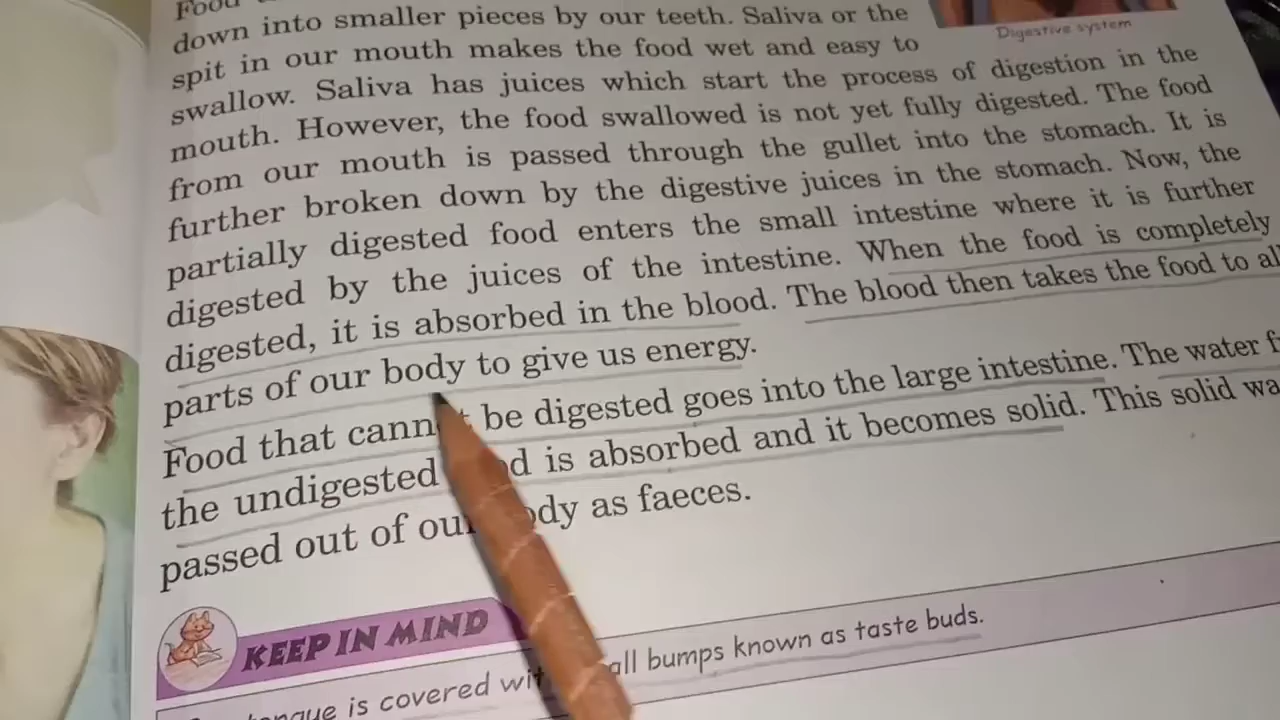 Food
down into smaller pieces by our teeth. Saliva or the
Digestive system
spit in our mouth makes the food wet and easy to
swallow. Saliva has juices which start the process of digestion in the
mouth. However, the food swallowed is not yet fully digested. The food
from our mouth is passed through the gullet into the stomach. It is
further broken down by the digestive juices in the stomach. Now, the
partially digested food enters the small intestine where it is further
digested by the juices of the intestine. When the food is completely
digested, it is absorbed in the blood. The blood then takes the food to al
parts of our body to give us energy.
Food that cann t be digested goes into the large intestine. The water f
the undigested d is absorbed and it becomes solid. This solid wa
passed out of our ody as faeces.
KEEP IN MIND
tongue is covered wit all bumps known as taste buds.